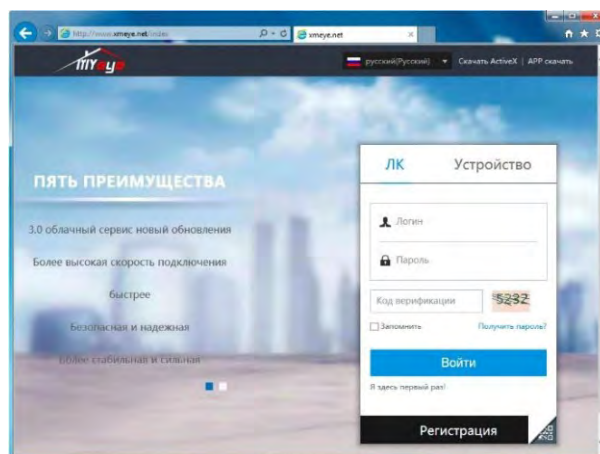 http://www.xmeye.net/index
xmeye.net
MYeye
русский(Русский)
Скачать ActiveX | APP скачать
ПЯТЬ ПРЕИМУЩЕСТВА
3.0 облачный сервис новый обновления
Более высокая скорость подключения
быстрее
Безопасная и надежная
Более стабильная и сильная
ЛК
Устройство
Логин
Пароль
Код верификации
5232
Запомнить
Получить пароль?
Войти
Я здесь первый раз!
Регистрация